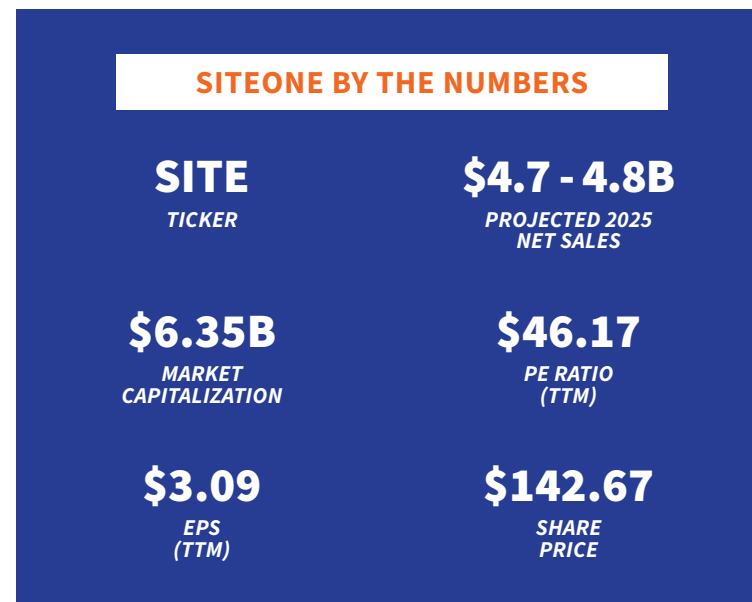 SITEONE BY THE NUMBERS
SITE
TICKER
$4.7 - 4.8B
PROJECTED 2025
NET SALES
$6.35B
MARKET
CAPITALIZATION
$46.17
PE RATIO
(TTM)
$3.09
EPS
(TTM)
$142.67
SHARE
PRICE